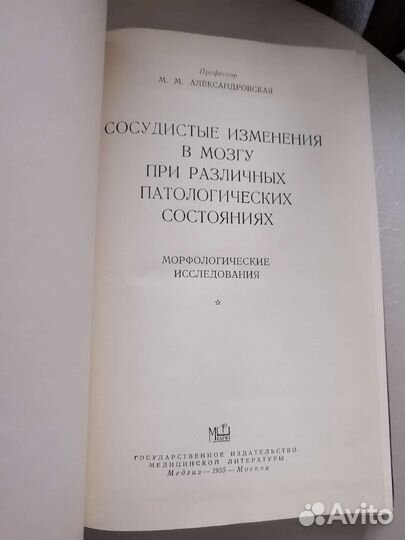 Профессор
М. М. АЛЕКСАНДРОВСКАЯ
СОСУДИСТЫЕ ИЗМЕНЕНИЯ
В МОЗГУ
ПРИ РАЗЛИЧНЫХ
ПАТОЛОГИЧЕСКИХ
СОСТОЯНИЯХ
МОРФОЛОГИЧЕСКИЕ
ИССЛЕДОВАНИЯ
ГОСУДАРСТВЕННОЕ ИЗДАТЕЛЬСТВО
МЕДИЦИНСКОЙ ЛИТЕРАТУРЫ
Медгиз — 1955 — Москва
Avito